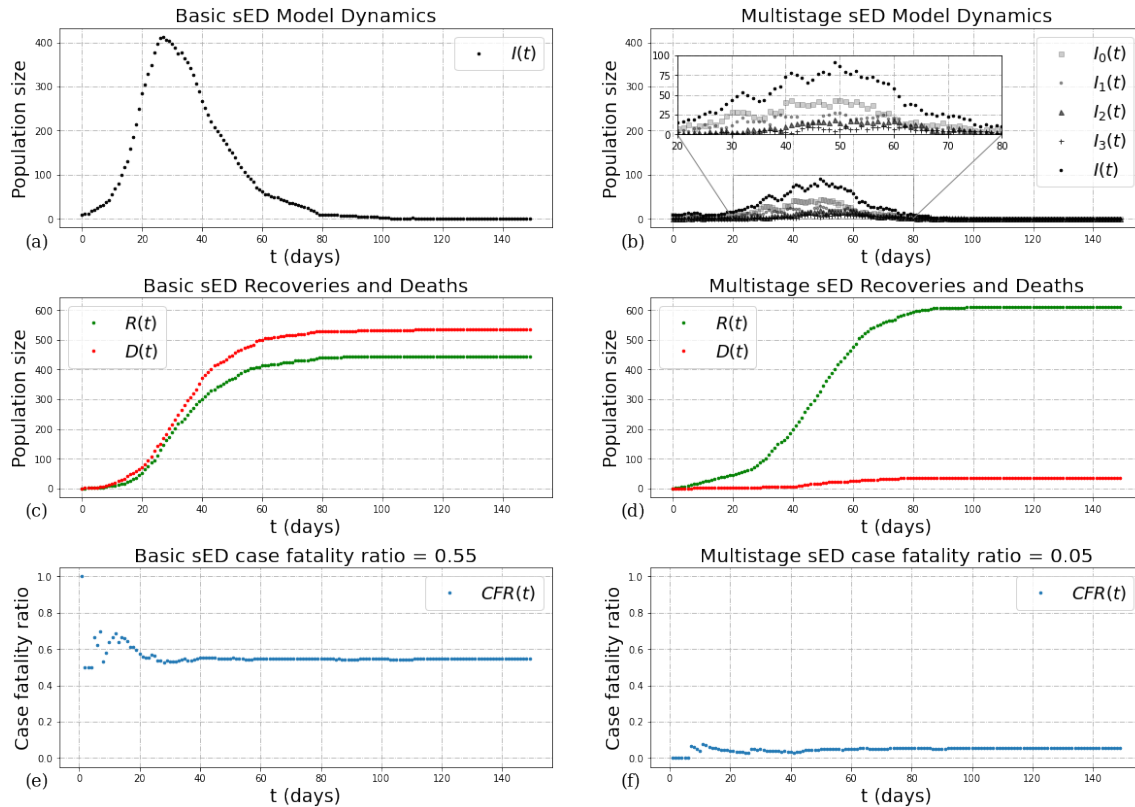 Basic sED Model Dynamics
Population size
400
300
200
100
0
I(t)
0 20 40 60 80 100 120 140
(a)
t (days)
Multistage sED Model Dynamics
Population size
400
300
200
100
0
100
75
50
25
0
20 30 40 50 60 70 80
I₀(t)
I₁(t)
I₂(t)
I₃(t)
I(t)
0 20 40 60 80 100 120 140
(b)
t (days)
Basic sED Recoveries and Deaths
Population size
600
500
400
300
200
100
0
R(t)
D(t)
0 20 40 60 80 100 120 140
(c)
t (days)
Multistage sED Recoveries and Deaths
Population size
600
500
400
300
200
100
0
R(t)
D(t)
0 20 40 60 80 100 120 140
(d)
t (days)
Basic sED case fatality ratio = 0.55
Case fatality ratio
1.0
0.8
0.6
0.4
0.2
0.0
CFR(t)
0 20 40 60 80 100 120 140
(e)
t (days)
Multistage sED case fatality ratio = 0.05
Case fatality ratio
1.0
0.8
0.6
0.4
0.2
0.0
CFR(t)
0 20 40 60 80 100 120 140
(f)
t (days)